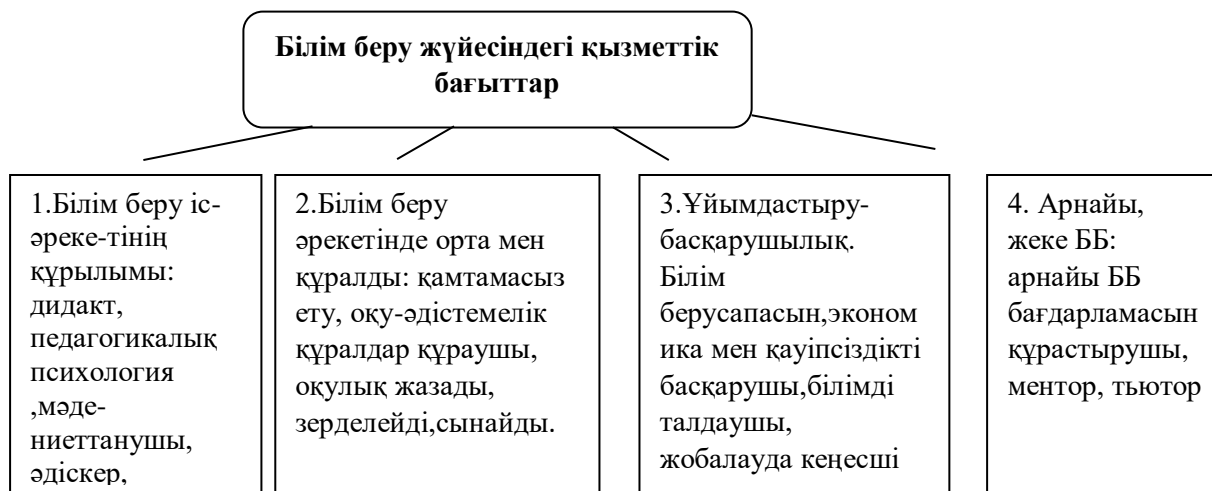 Білім беру жүйесіндегі қызметтік
бағыттар
1.Білім беру іс-
әреке-тінің
құрылымы:
дидакт,
педагогикалық
психология
,мәде-
ниеттанушы,
әдіскер,
2.Білім беру
әрекетінде орта мен
құралды: қамтамасыз
ету, оқу-әдістемелік
құралдар құраушы,
оқулық жазады,
зерделейді,сынайды.
3.Ұйымдастыру-
басқарушылық.
Білім
берусапасын,эконом
ика мен қауіпсіздікті
басқарушы,білімді
талдаушы,
жобалауда кеңесші
4. Арнайы,
жеке ББ:
арнайы ББ
бағдарламасын
құрастырушы,
ментор, тьютор